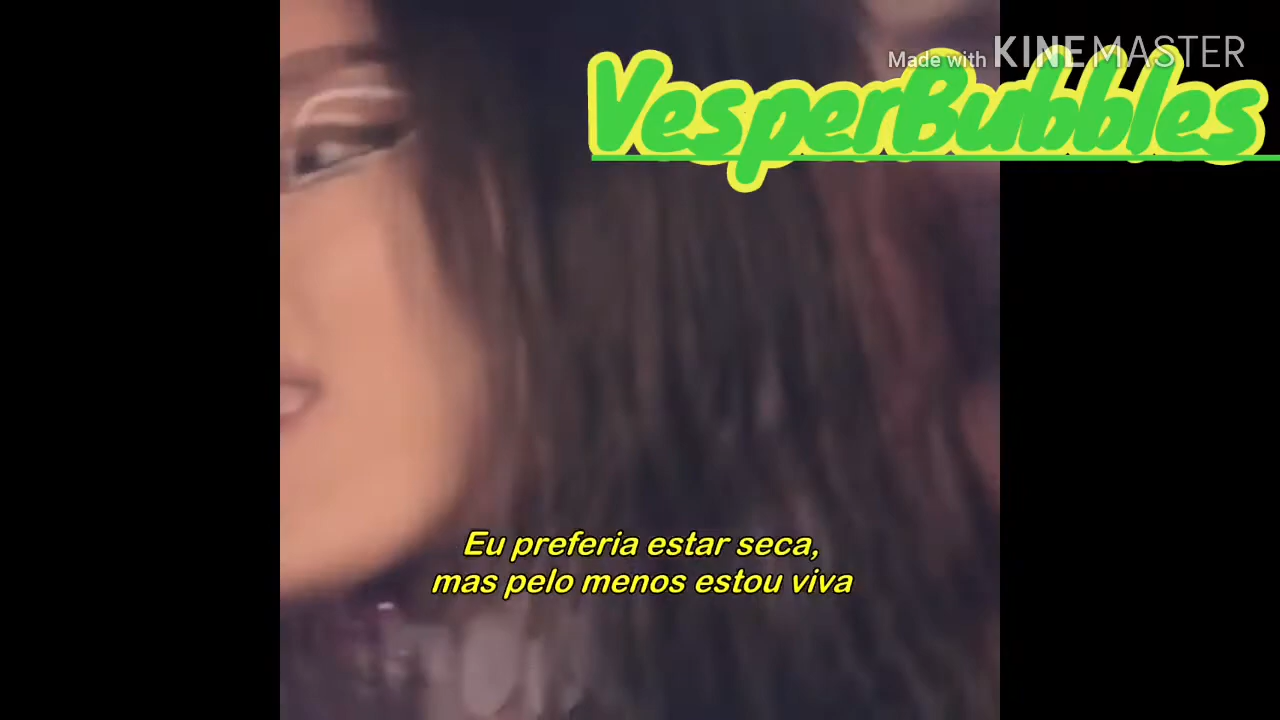 Made with KINEMASTER
VesperBubbles
Eu preferia estar seca,
mas pelo menos estou viva